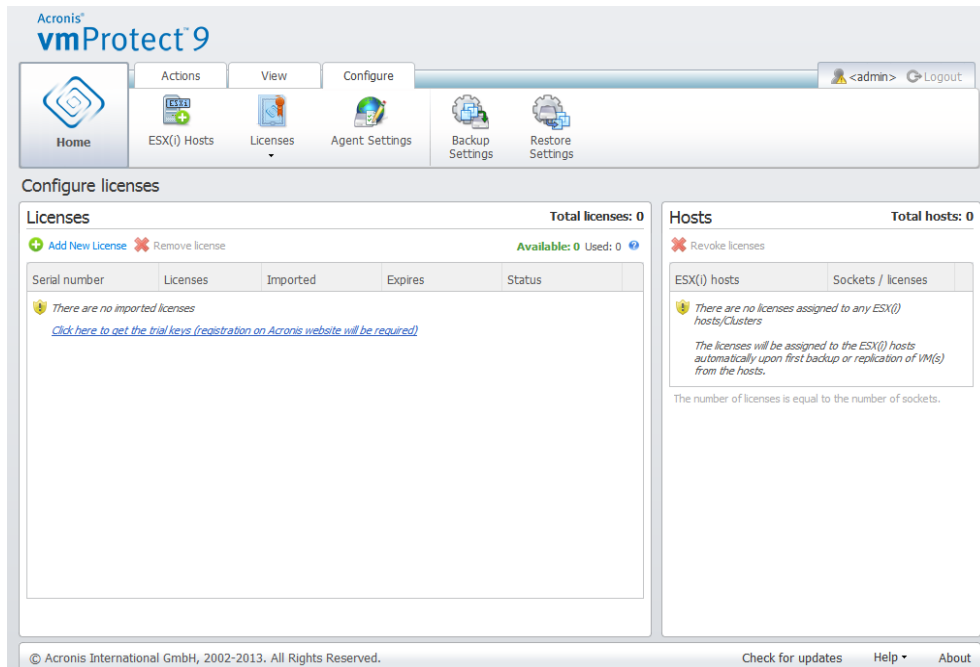 Acronis®
vmProtect™ 9
Actions
View
Configure
<admin>
Logout
Home
ESX(i) Hosts
Licenses
Agent Settings
Backup
Settings
Restore
Settings
Configure licenses
Licenses
Total licenses: 0
Add New License
Remove license
Available: 0 Used: 0
Serial number
Licenses
Imported
Expires
Status
There are no imported licenses
Click here to get the trial keys (registration on Acronis website will be required)
Hosts
Total hosts: 0
Revoke licenses
ESX(i) hosts
Sockets / licenses
There are no licenses assigned to any ESX(i)
hosts/Clusters
The licenses will be assigned to the ESX(i) hosts
automatically upon first backup or replication of VM(s)
from the hosts.
The number of licenses is equal to the number of sockets.
© Acronis International GmbH, 2002-2013. All Rights Reserved.
Check for updates
Help
About